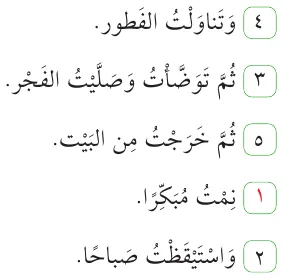 ٤ وَتَناوَلْتُ الفَطور.
٣ ثُمَّ تَوَضَّأْتُ وَصَلَّيْتُ الفَجْر.
٥ ثُمَّ خَرَجْتُ مِن البَيْت.
١ نِمْتُ مُبَكِّرًا.
٢ وَاسْتَيْقَظْتُ صَباحًا.